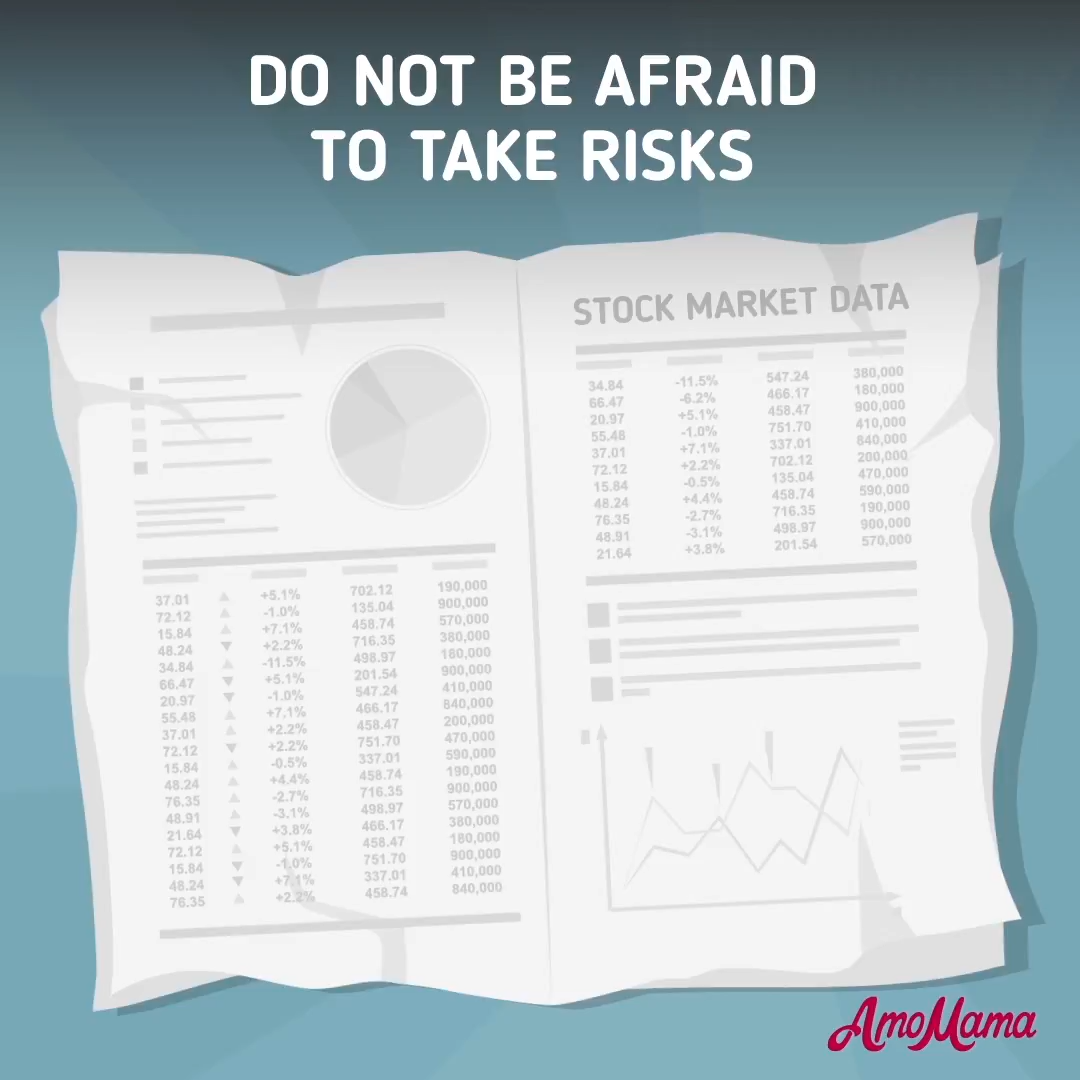 DO NOT BE AFRAID
TO TAKE RISKS
37.01 +5.1% 702.12 190,000
72.12 -1.0% 135.04 900,000
15.84 +7.1% 458.74 570,000
48.24 +2.2% 716.35 380,000
34.84 -11.5% 498.97 180,000
66.47 +5.1% 201.54 900,000
20.97 -1.0% 547.24 410,000
55.48 +7.1% 466.17 840,000
37.01 +2.2% 458.47 200,000
72.12 +2.2% 751.70 470,000
15.84 -0.5% 337.01 590,000
48.24 +4.4% 458.74 190,000
76.35 -2.7% 716.35 900,000
48.91 -3.1% 498.97 570,000
21.64 +3.8% 466.17 380,000
72.12 +5.1% 458.47 180,000
15.84 -1.0% 751.70 900,000
48.24 +7.1% 337.01 410,000
76.35 +2.2% 458.74 840,000
STOCK MARKET DATA
34.84 -11.5% 547.24 380,000
66.47 -6.2% 466.17 180,000
20.97 +5.1% 458.47 900,000
55.48 -1.0% 751.70 410,000
37.01 +7.1% 337.01 840,000
72.12 +2.2% 702.12 200,000
15.84 -0.5% 135.04 470,000
48.24 +4.4% 458.74 590,000
76.35 -2.7% 716.35 190,000
48.91 -3.1% 498.97 900,000
21.64 +3.8% 201.54 570,000
AmoMama